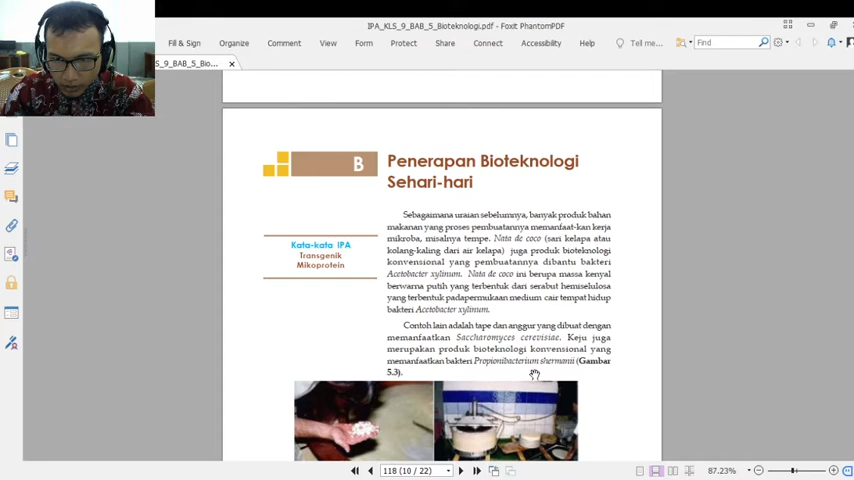 IPA_KLS_9_BAB_5_Bioteknologi.pdf - Foxit PhantomPDF
Fill & Sign Organize Comment View Form Protect Share Connect Accessibility Help Tell me... Find
S_9_BAB_5_Bio...
B
Penerapan Bioteknologi
Sehari-hari
Kata-kata IPA
Transgenik
Mikoprotein
Sebagaimana uraian sebelumnya, banyak produk bahan
makanan yang proses pembuatannya memanfaat-kan kerja
mikroba, misalnya tempe. Nata de coco (sari kelapa atau
kolang-kaling dari air kelapa) juga produk bioteknologi
konvensional yang pembuatannya dibantu bakteri
Acetobacter xylinum. Nata de coco ini berupa massa kenyal
berwarna putih yang terbentuk dari serabut hemiselulosa
yang terbentuk padapermukaan medium cair tempat hidup
bakteri Acetobacter xylinum.
Contoh lain adalah tape dan anggur yang dibuat dengan
memanfaatkan Saccharomyces cerevisiae. Keju juga
merupakan produk bioteknologi konvensional yang
memanfaatkan bakteri Propionibacterium shermanii (Gambar
5.3).
118 (10 / 22)
87.23%